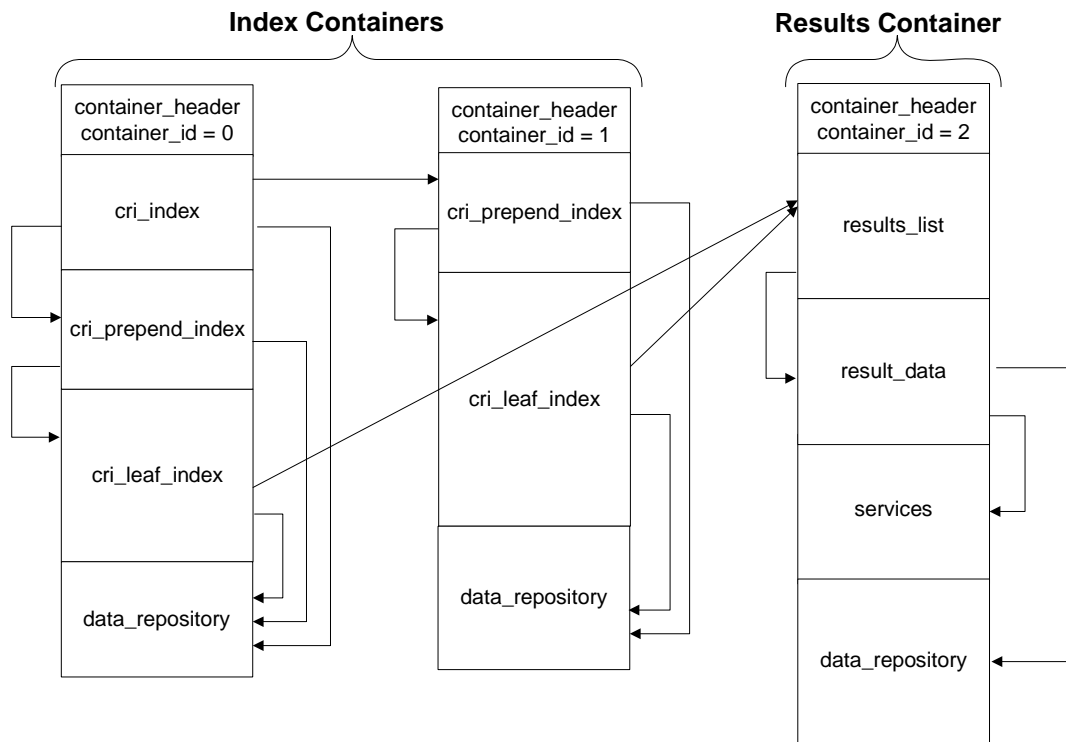 Index Containers
Results Container
container_header
container_id = 0
cri_index
cri_prepend_index
cri_leaf_index
data_repository
container_header
container_id = 1
cri_prepend_index
cri_leaf_index
data_repository
container_header
container_id = 2
results_list
result_data
services
data_repository